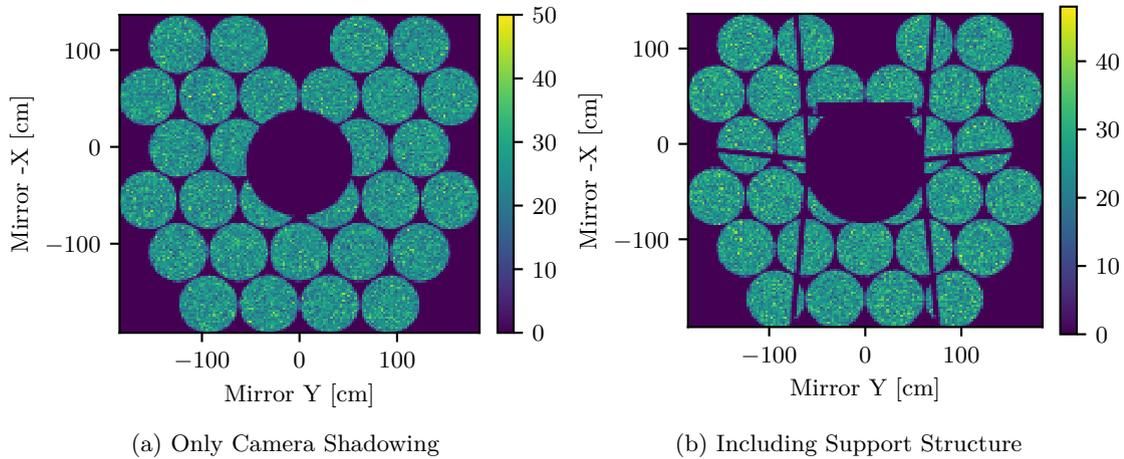 100
0
−100
Mirror -X [cm]
−100 0 100
Mirror Y [cm]
50
40
30
20
10
0
(a) Only Camera Shadowing
100
0
−100
Mirror -X [cm]
−100 0 100
Mirror Y [cm]
40
30
20
10
0
(b) Including Support Structure